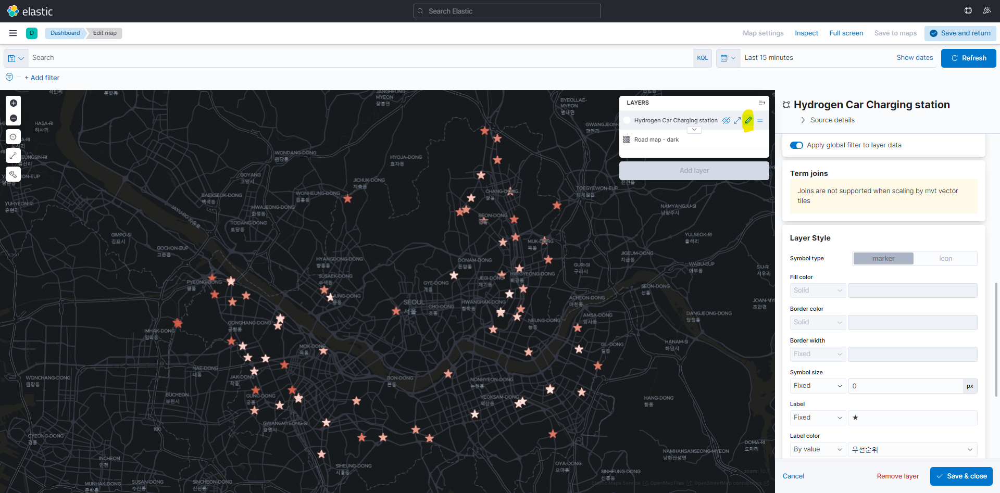 elastic
Search Elastic
D
Dashboard
Edit map
Map settings
Inspect
Full screen
Save to maps
Save and return
Search
KQL
Last 15 minutes
Show dates
Refresh
+ Add filter
LAYERS
Hydrogen Car Charging station
Road map - dark
Add layer
Hydrogen Car Charging station
Source details
Apply global filter to layer data
Term joins
Joins are not supported when scaling by mvt vector
tiles
Layer Style
Symbol type
marker
icon
Fill color
Solid
Border color
Solid
Border width
Fixed
Symbol size
Fixed
0
px
Label
Fixed
★
Label color
By value
우선순위
Cancel
Remove layer
Save & close
JANGHEUNG-
MYEON
장흥면
BYEOLLAE-
MYEON
별내면
HASA-RI
하사리
WONDANG-DONG
원당동
HYOJA-DONG
효자동
GOYANG
고양시
JICHUK-DONG
지축동
BAEKSEOK-DONG
백석동
WONHEUNG-DONG
원흥동
HWAJEONG-DONG
화정동
TODANG-DONG
토당동
YUHYEON-RI
유현리
JAYU-RO 자유로
GIMPO-SI
김포시
GOCHON-EUP
고촌읍
HYANGDONG-DONG
향동동
SUSAEK-DONG
수색동
DONAM-DONG
돈암동
GYE-DONG
계동
JEGI-DONG
제기동
HWIGYEONG-DONG
휘경동
MUK-DONG
묵동
BEON-DONG
번동
CHANG-DONG
창동
TOEGYEWON-EUP
퇴계원읍
NAMYANGJU-SI
남양주시
YULSEOK-RI
율석리
JIGEUM-DONG
지금동
GURI-SI
구리시
WABU-EUP
와부읍
SIU-RI
시우리
SEON-DONG
선동
ACHEON-DONG
아천동
AMSA-DONG
암사동
DANGJEONG-DONG
당정동
SEOUL
서울
CHO-DONG
초동
HWANGHAK-DONG
황학동
NEUNG-DONG
능동
GIL-DONG
길동
HANAM-SI
하남시
GONGHANG-DONG
공항동
IMHAK-DONG
임학동
MOK-DONG
목동
NAE-DONG
내동
JAK-DONG
작동
WONCHANG-DONG
원창동
BUCHEON
부천시
GUNG-DONG
궁동
GWANGMYEONG-SI
광명시
BON-DONG
본동
NONHYEON-DONG
논현동
YEOKSAM-DONG
역삼동
HANG-DONG
항동
100
GYEONG-DONG
경동
INCHEON
인천
SUSAN-DONG
수산동
MUNHAK-DONG
문학동
SINCHEON-DONG
신천동
SIHEUNG-DONG
시흥동
OYA-DONG
오야동
SINHEUNG-DONG
신흥동
NAMHANSANSEONG-MYEON
남한산성면
DOMA-RI
도마리
Elastic Maps Service, OpenMapTiles, OpenStreetMap contributors